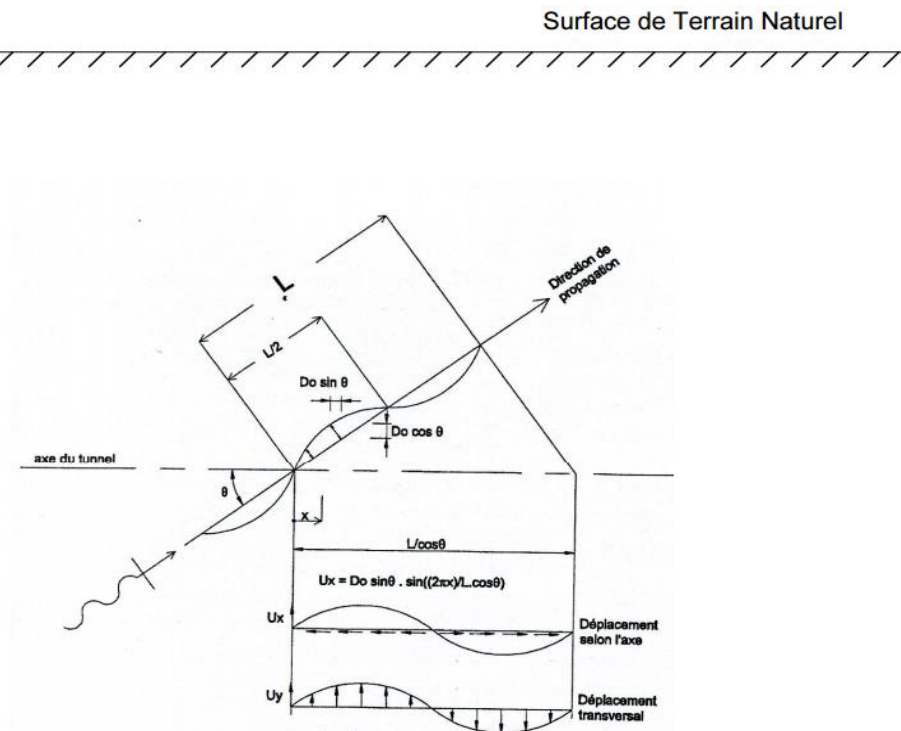 Surface de Terrain Naturel
L
Direction de
propagation
L/2
Do sin θ
Do cos θ
axe du tunnel
θ
x
L/cosθ
Ux = Do sinθ . sin((2πx)/L.cosθ)
Ux
Déplacement
selon l'axe
Uy
Déplacement
transversal